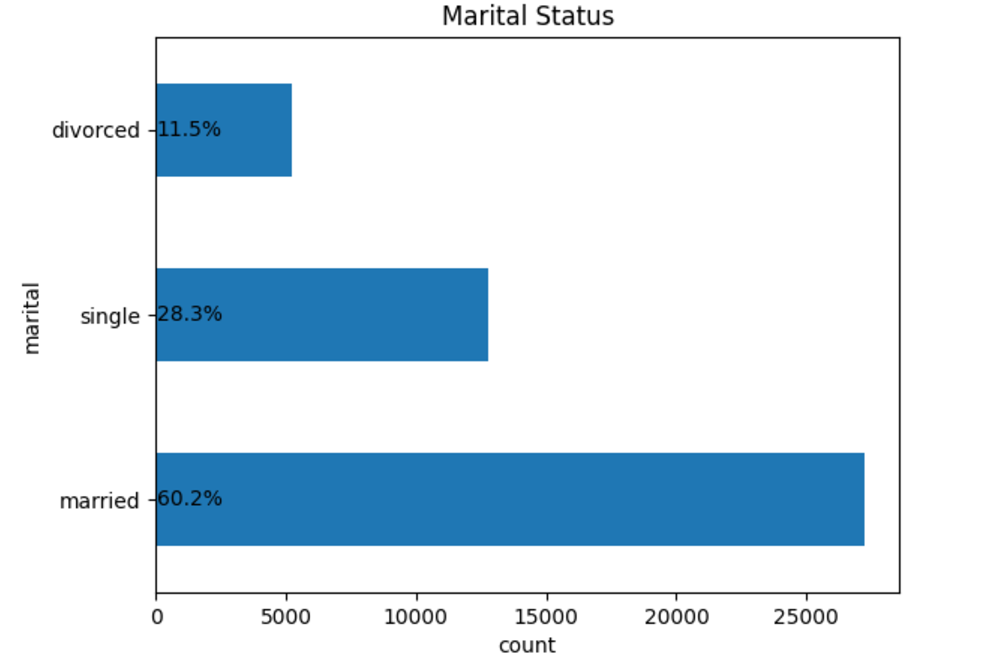 Marital Status
divorced
11.5%
single
28.3%
married
60.2%
marital
0
5000
10000
15000
20000
25000
count